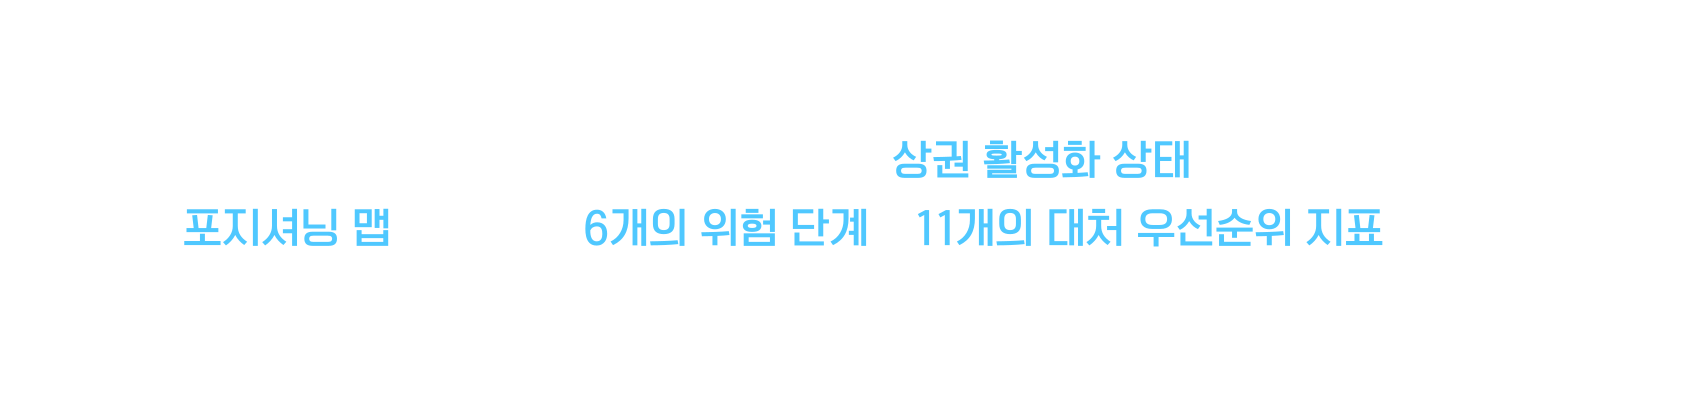 상권 활성화 상태
포지셔닝 맵 6개의 위험 단계 11개의 대처 우선순위 지표